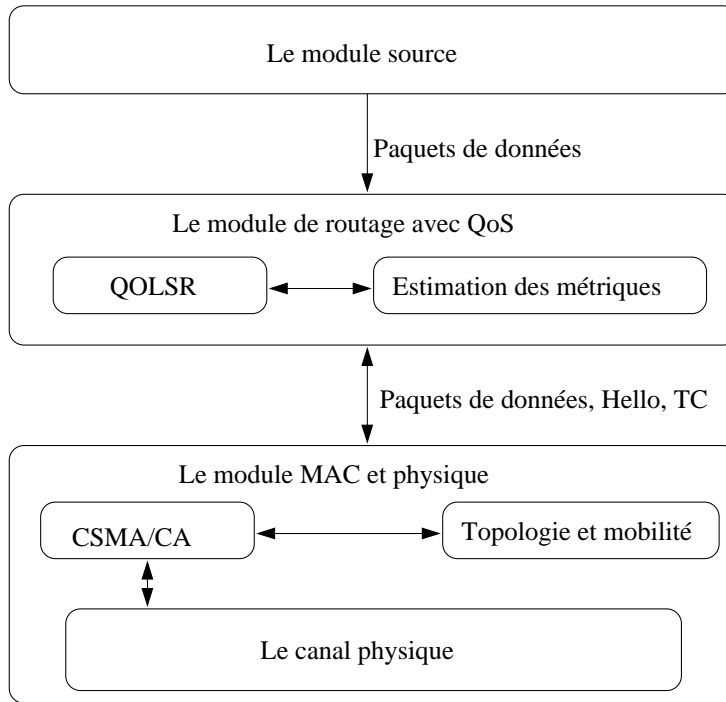 Le module source
Paquets de données
Le module de routage avec QoS
QOLSR
Estimation des métriques
Paquets de données, Hello, TC
Le module MAC et physique
CSMA/CA
Topologie et mobilité
Le canal physique